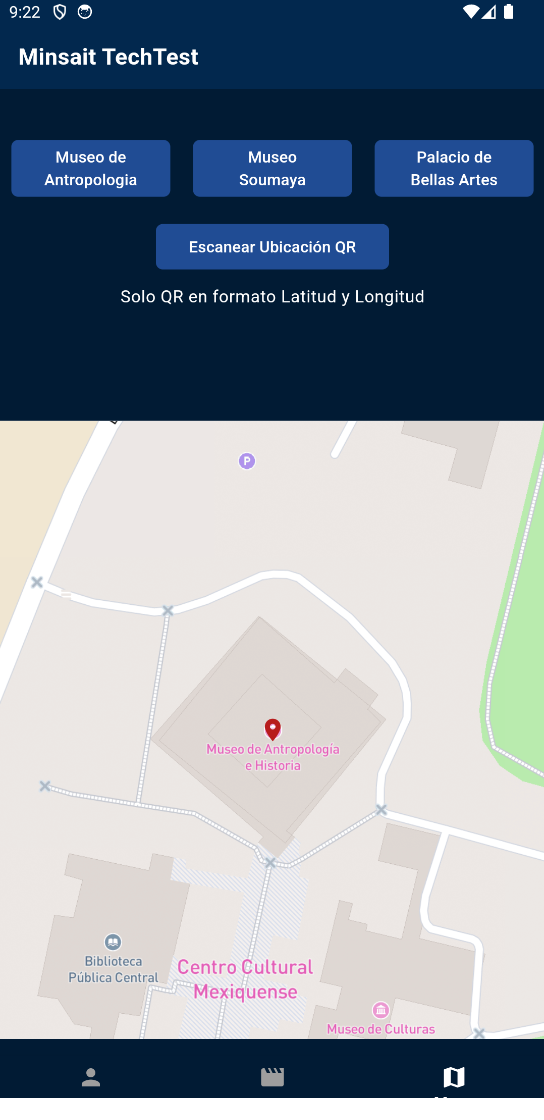 9:22
Minsait TechTest
Museo de
Antropologia
Museo
Soumaya
Palacio de
Bellas Artes
Escanear Ubicación QR
Solo QR en formato Latitud y Longitud
P
Museo de Antropología
e Historia
Biblioteca
Pública Central
Centro Cultural
Mexiquense
Museo de Culturas